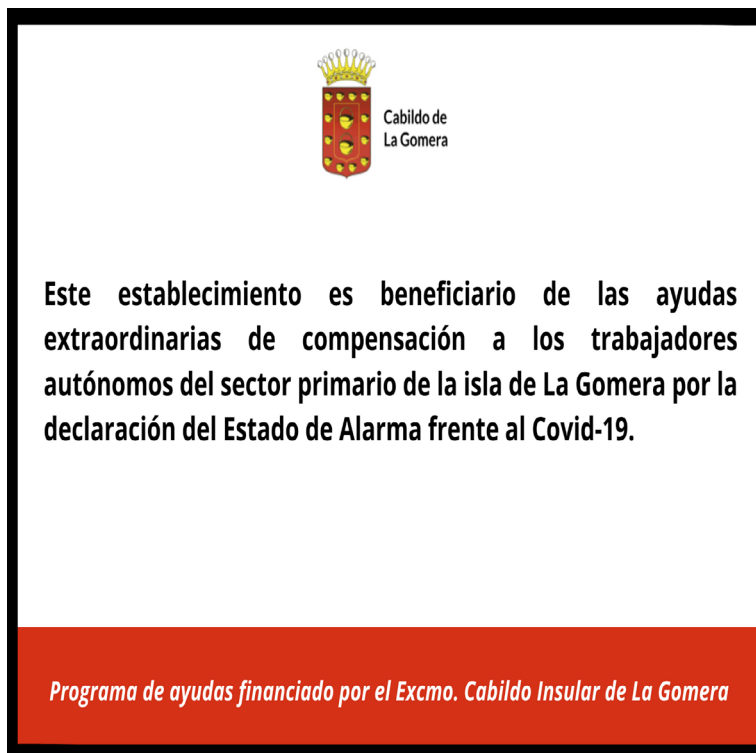 Cabildo de
La Gomera
Este establecimiento es beneficiario de las ayudas
extraordinarias de compensación a los trabajadores
autónomos del sector primario de la isla de La Gomera por la
declaración del Estado de Alarma frente al Covid-19.
Programa de ayudas financiado por el Excmo. Cabildo Insular de La Gomera